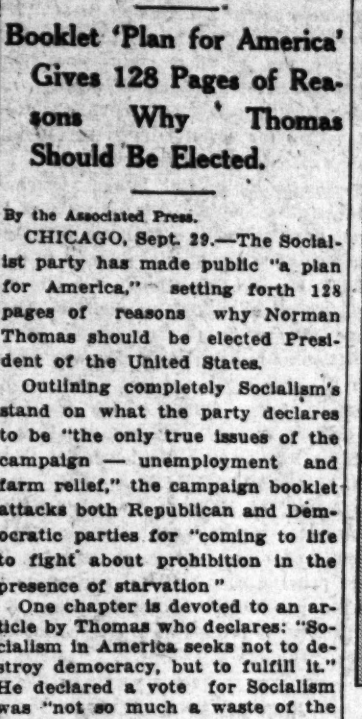 Booklet 'Plan for America'
Gives 128 Pages of Rea-
sons Why Thomas
Should Be Elected.
By the Associated Press.
CHICAGO, Sept. 29.—The Social-
ist party has made public "a plan
for America," setting forth 128
pages of reasons why Norman
Thomas should be elected Presi-
dent of the United States.
Outlining completely Socialism's
stand on what the party declares
to be "the only true issues of the
campaign — unemployment and
farm relief," the campaign booklet
attacks both Republican and Dem-
ocratic parties for "coming to life
to fight about prohibition in the
presence of starvation"
One chapter is devoted to an ar-
ticle by Thomas who declares: "So-
cialism in America seeks not to de-
stroy democracy, but to fulfill it."
He declared a vote for Socialism
was "not so much a waste of the